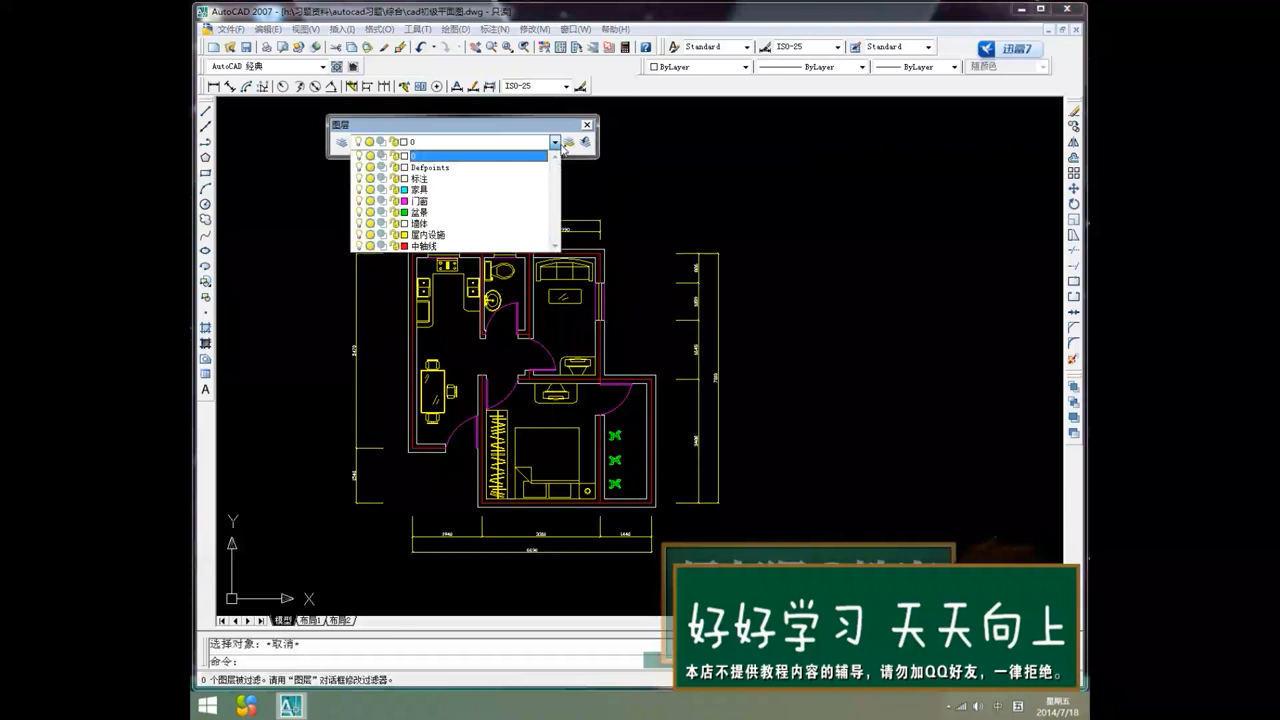 AutoCAD 2007 - [h:\习题资料\autocad习题\综合\cad初级平面图.dwg - 只读]
文件(F) 编辑(E) 视图(V) 插入(I) 格式(O) 工具(T) 绘图(D) 标注(N) 修改(M) 窗口(W) 帮助(H)
Standard ISO-25 Standard 迅雷7
AutoCAD 经典 ByLayer ByLayer ByLayer 随颜色
ISO-25
图层
0
0
Defpoints
标注
家具
门窗
盆景
墙体
屋内设施
中轴线
Y
X
模型 布局1 布局2
选择对象: *取消*
命令:
0 个图层被过滤。请用“图层”对话框修改过滤器。
好好学习 天天向上
本店不提供教程内容的辅导，请勿加QQ好友，一律拒绝。
A
中
五
星期五
2014/7/18